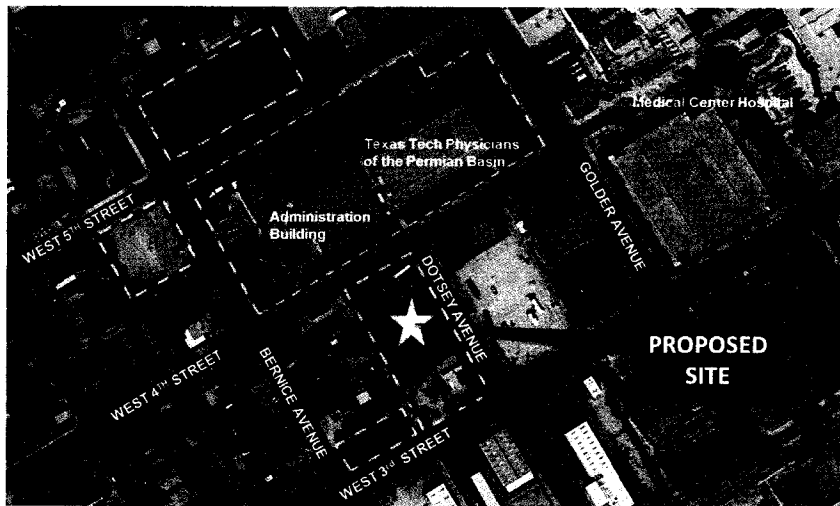 Medical Center Hospital
Texas Tech Physicians
of the Permian Basin
GOLDER AVENUE
WEST 5TH STREET
Administration
Building
DOTSEY AVENUE
PROPOSED
SITE
WEST 4TH STREET
BERNICE AVENUE
WEST 3rd STREET